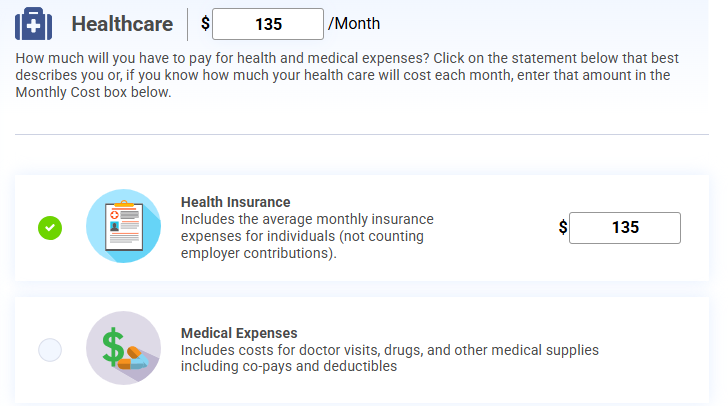 Healthcare $ 135 /Month
How much will you have to pay for health and medical expenses? Click on the statement below that best
describes you or, if you know how much your health care will cost each month, enter that amount in the
Monthly Cost box below.
Health Insurance
Includes the average monthly insurance
expenses for individuals (not counting
employer contributions).
$ 135
Medical Expenses
Includes costs for doctor visits, drugs, and other medical supplies
including co-pays and deductibles